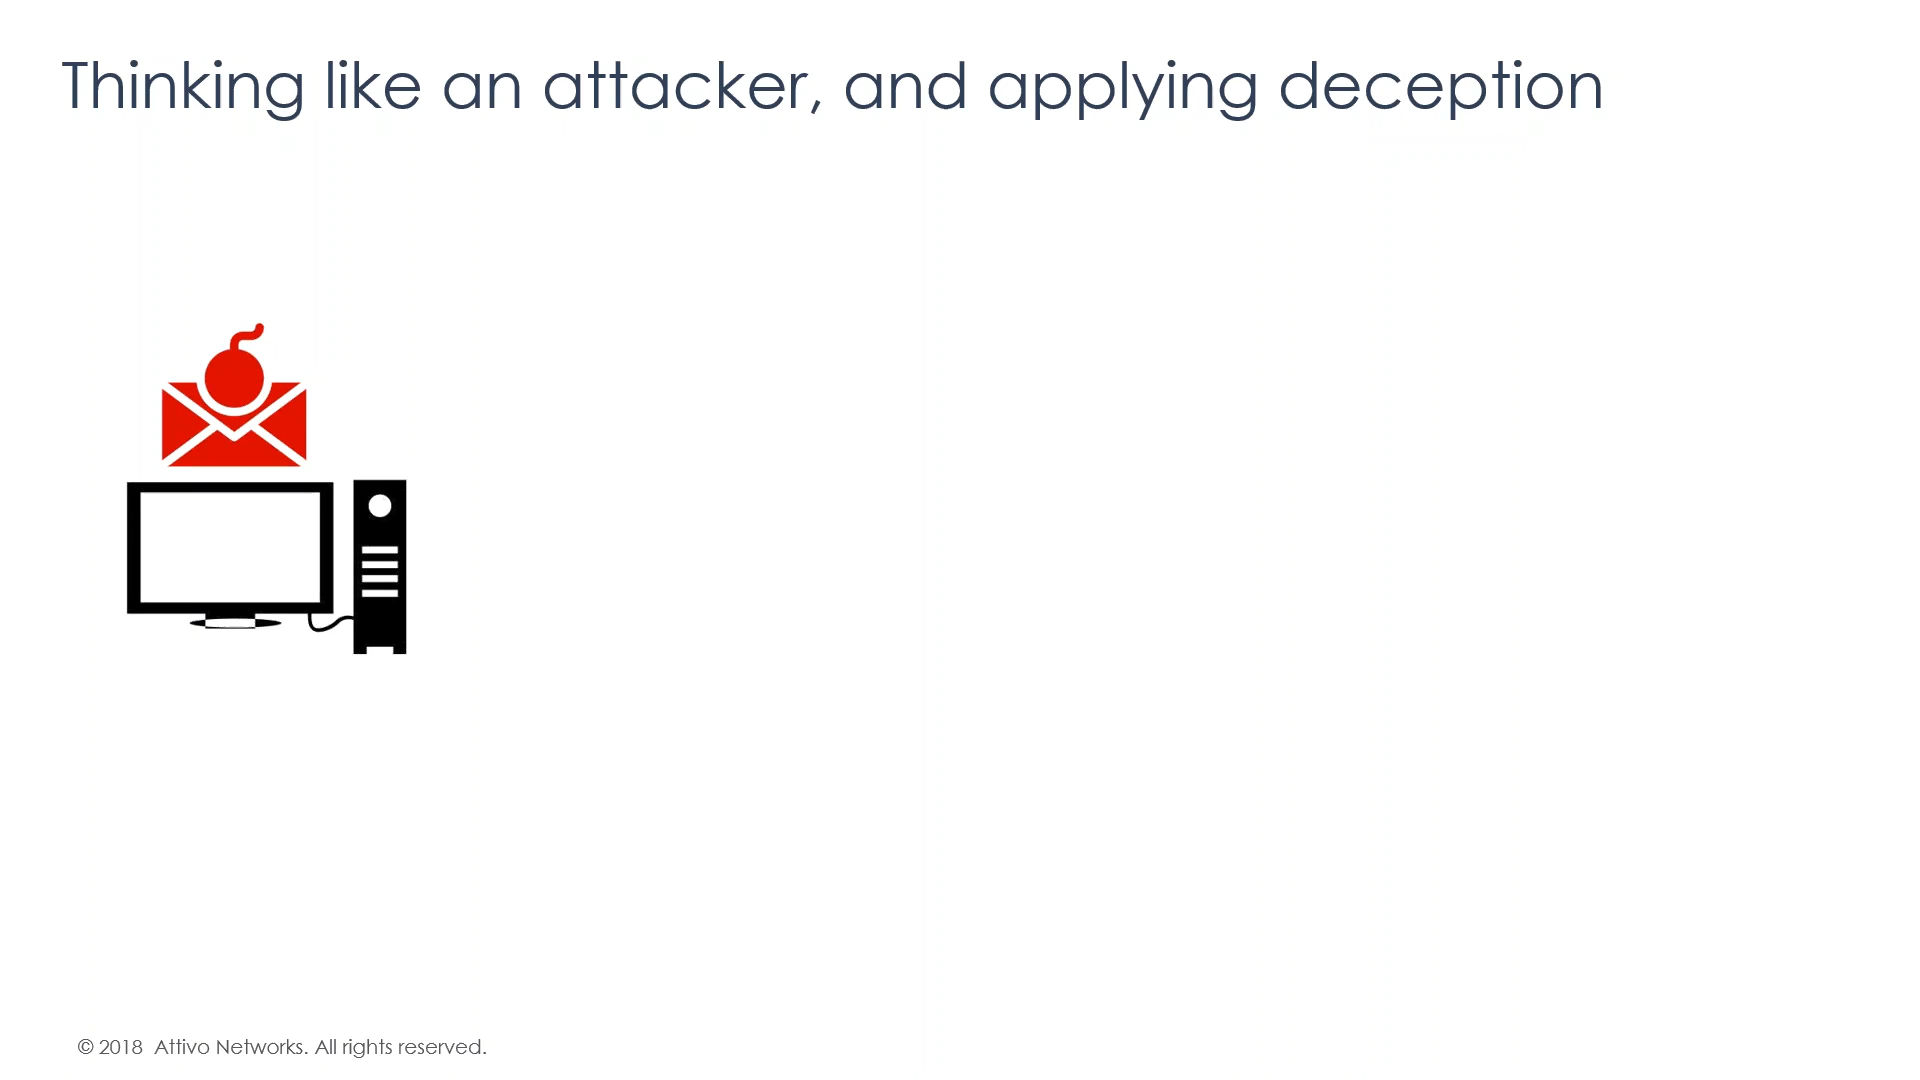 Thinking like an attacker, and applying deception
© 2018 Attivo Networks. All rights reserved.